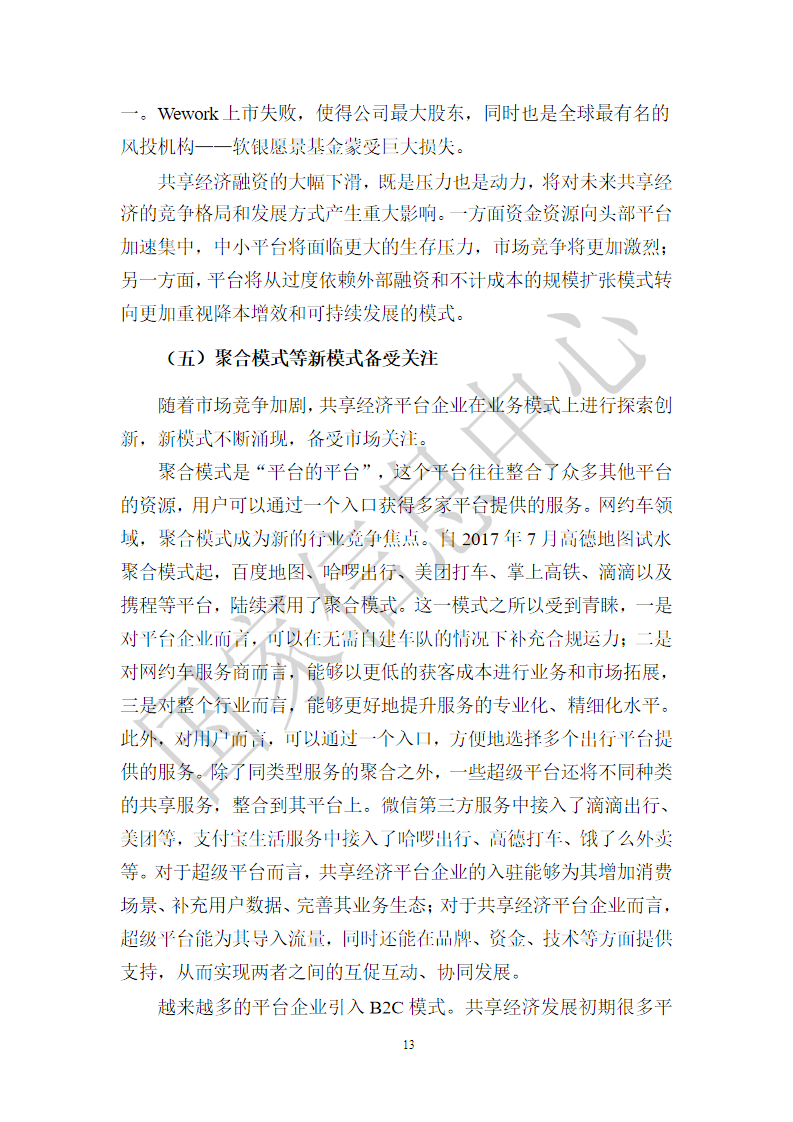 一。Wework 上市失败，使得公司最大股东，同时也是全球最有名的
风投机构——软银愿景基金蒙受巨大损失。
共享经济融资的大幅下滑，既是压力也是动力，将对未来共享经
济的竞争格局和发展方式产生重大影响。一方面资金资源向头部平台
加速集中，中小平台将面临更大的生存压力，市场竞争将更加激烈；
另一方面，平台将从过度依赖外部融资和不计成本的规模扩张模式转
向更加重视降本增效和可持续发展的模式。
（五）聚合模式等新模式备受关注
随着市场竞争加剧，共享经济平台企业在业务模式上进行探索创
新，新模式不断涌现，备受市场关注。
聚合模式是“平台的平台”，这个平台往往整合了众多其他平台
的资源，用户可以通过一个入口获得多家平台提供的服务。网约车领
域，聚合模式成为新的行业竞争焦点。自 2017 年 7 月高德地图试水
聚合模式起，百度地图、哈啰出行、美团打车、掌上高铁、滴滴以及
携程等平台，陆续采用了聚合模式。这一模式之所以受到青睐，一是
对平台企业而言，可以在无需自建车队的情况下补充合规运力；二是
对网约车服务商而言，能够以更低的获客成本进行业务和市场拓展，
三是对整个行业而言，能够更好地提升服务的专业化、精细化水平。
此外，对用户而言，可以通过一个入口，方便地选择多个出行平台提
供的服务。除了同类型服务的聚合之外，一些超级平台还将不同种类
的共享服务，整合到其平台上。微信第三方服务中接入了滴滴出行、
美团等，支付宝生活服务中接入了哈啰出行、高德打车、饿了么外卖
等。对于超级平台而言，共享经济平台企业的入驻能够为其增加消费
场景、补充用户数据、完善其业务生态；对于共享经济平台企业而言，
超级平台能为其导入流量，同时还能在品牌、资金、技术等方面提供
支持，从而实现两者之间的互促互动、协同发展。
越来越多的平台企业引入 B2C 模式。共享经济发展初期很多平
13
国家信息中心